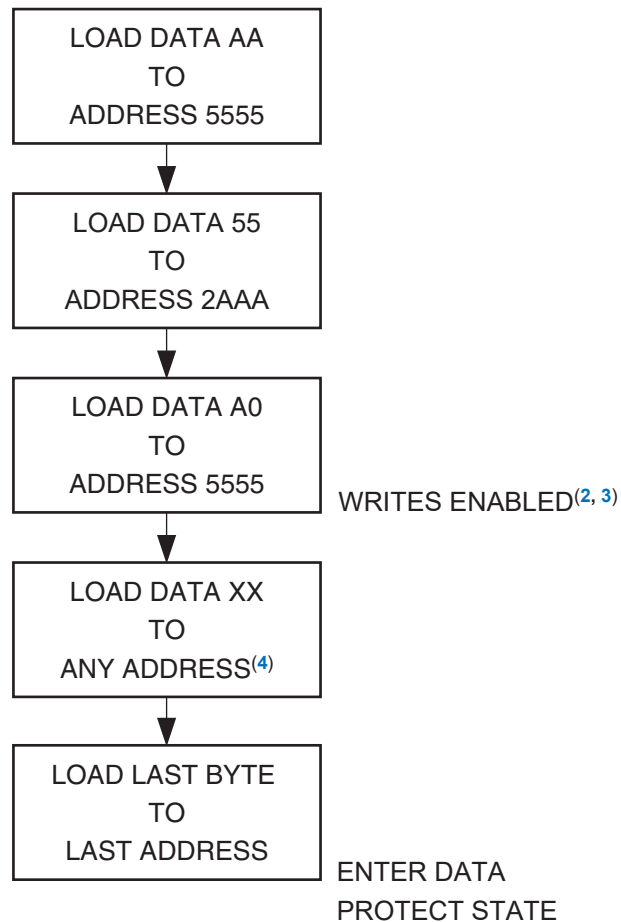 LOAD DATA AA
TO
ADDRESS 5555
LOAD DATA 55
TO
ADDRESS 2AAA
LOAD DATA A0
TO
ADDRESS 5555
WRITES ENABLED(2, 3)
LOAD DATA XX
TO
ANY ADDRESS(4)
LOAD LAST BYTE
TO
LAST ADDRESS
ENTER DATA
PROTECT STATE